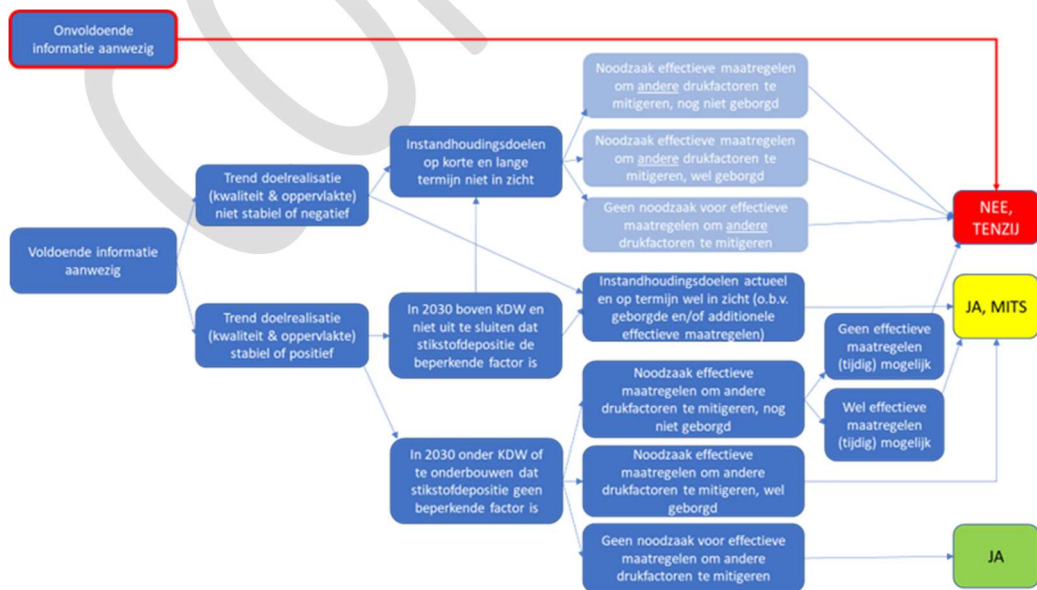 Onvoldoende
informatie aanwezig
Noodzaak effectieve maatregelen
om andere drukfactoren te
mitigeren, nog niet geborgd
Instandhoudingsdoelen
op korte en lange
termijn niet in zicht
Noodzaak effectieve maatregelen
om andere drukfactoren te
mitigeren, wel geborgd
Trend doelrealisatie
(kwaliteit & oppervlakte)
niet stabiel of negatief
Geen noodzaak voor effectieve
maatregelen om andere
drukfactoren te mitigeren
NEE,
TENZIJ
Voldoende informatie
aanwezig
Trend doelrealisatie
(kwaliteit & oppervlakte)
stabiel of positief
In 2030 boven KDW en
niet uit te sluiten dat
stikstofdepositie de
beperkende factor is
Instandhoudingsdoelen actueel
en op termijn wel in zicht (o.b.v.
geborgde en/of additionele
effectieve maatregelen)
JA, MITS
Geen effectieve
maatregelen
(tijdig) mogelijk
Noodzaak effectieve
maatregelen om andere
drukfactoren te mitigeren, nog
niet geborgd
Wel effectieve
maatregelen
(tijdig) mogelijk
In 2030 onder KDW of
te onderbouwen dat
stikstofdepositie geen
beperkende factor is
Noodzaak effectieve
maatregelen om andere
drukfactoren te mitigeren, wel
geborgd
Geen noodzaak voor effectieve
maatregelen om andere
drukfactoren te mitigeren
JA